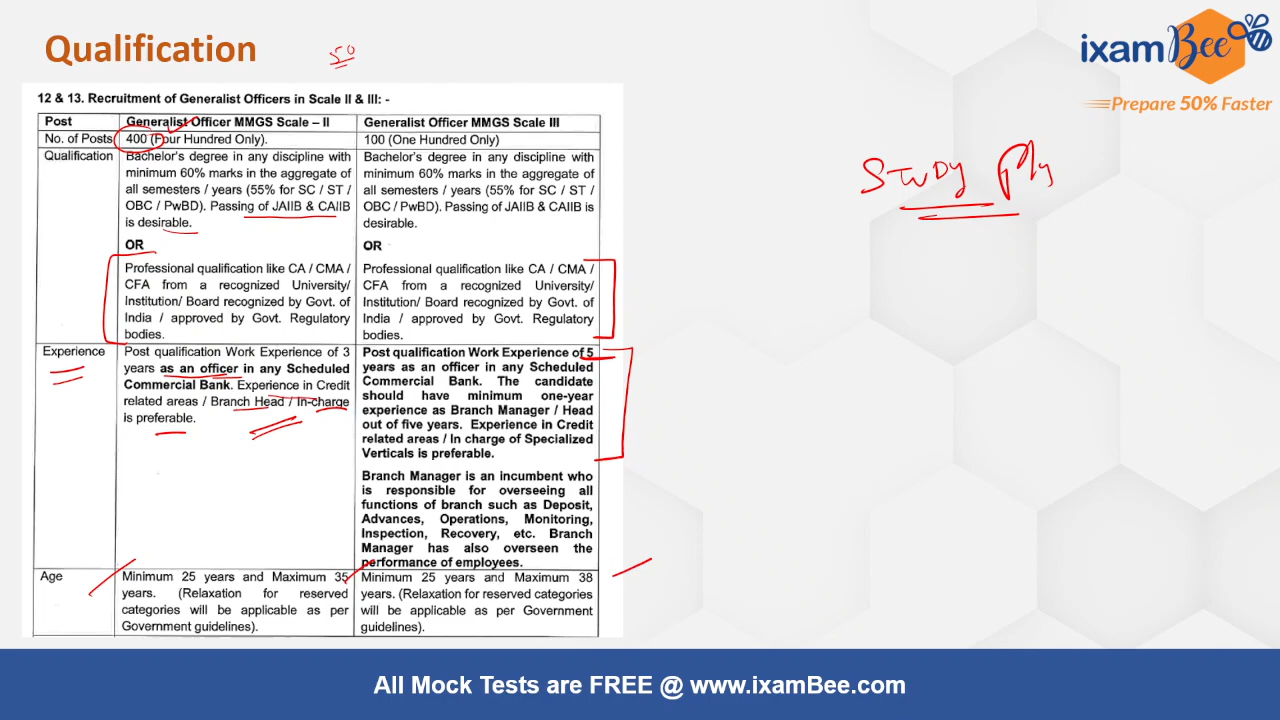 Qualification
50
ixamBee
Prepare 50% Faster
12 & 13. Recruitment of Generalist Officers in Scale II & III: -
Post
Generalist Officer MMGS Scale – II
Generalist Officer MMGS Scale III
No. of Posts
400 (Four Hundred Only).
100 (One Hundred Only)
Qualification
Bachelor's degree in any discipline with
minimum 60% marks in the aggregate of
all semesters / years (55% for SC / ST /
OBC / PwBD). Passing of JAIIB & CAIIB
is desirable.
OR
Professional qualification like CA / CMA /
CFA from a recognized University/
Institution/ Board recognized by Govt. of
India / approved by Govt. Regulatory
bodies.
Bachelor's degree in any discipline with
minimum 60% marks in the aggregate of
all semesters / years (55% for SC / ST /
OBC / PwBD). Passing of JAIIB & CAIIB is
desirable.
OR
Professional qualification like CA / CMA /
CFA from a recognized University/
Institution/ Board recognized by Govt. of
India / approved by Govt. Regulatory
bodies.
Experience
Post qualification Work Experience of 3
years as an officer in any Scheduled
Commercial Bank. Experience in Credit
related areas / Branch Head / In-charge
is preferable.
Post qualification Work Experience of 5
years as an officer in any Scheduled
Commercial Bank. The candidate
should have minimum one-year
experience as Branch Manager / Head
out of five years. Experience in Credit
related areas / In charge of Specialized
Verticals is preferable.
Branch Manager is an incumbent who
is responsible for overseeing all
functions of branch such as Deposit,
Advances, Operations, Monitoring,
Inspection, Recovery, etc. Branch
Manager has also overseen the
performance of employees.
Age
Minimum 25 years and Maximum 35
years. (Relaxation for reserved
categories will be applicable as per
Government guidelines).
Minimum 25 years and Maximum 38
years. (Relaxation for reserved categories
will be applicable as per Government
guidelines).
Study
All Mock Tests are FREE @ www.ixamBee.com